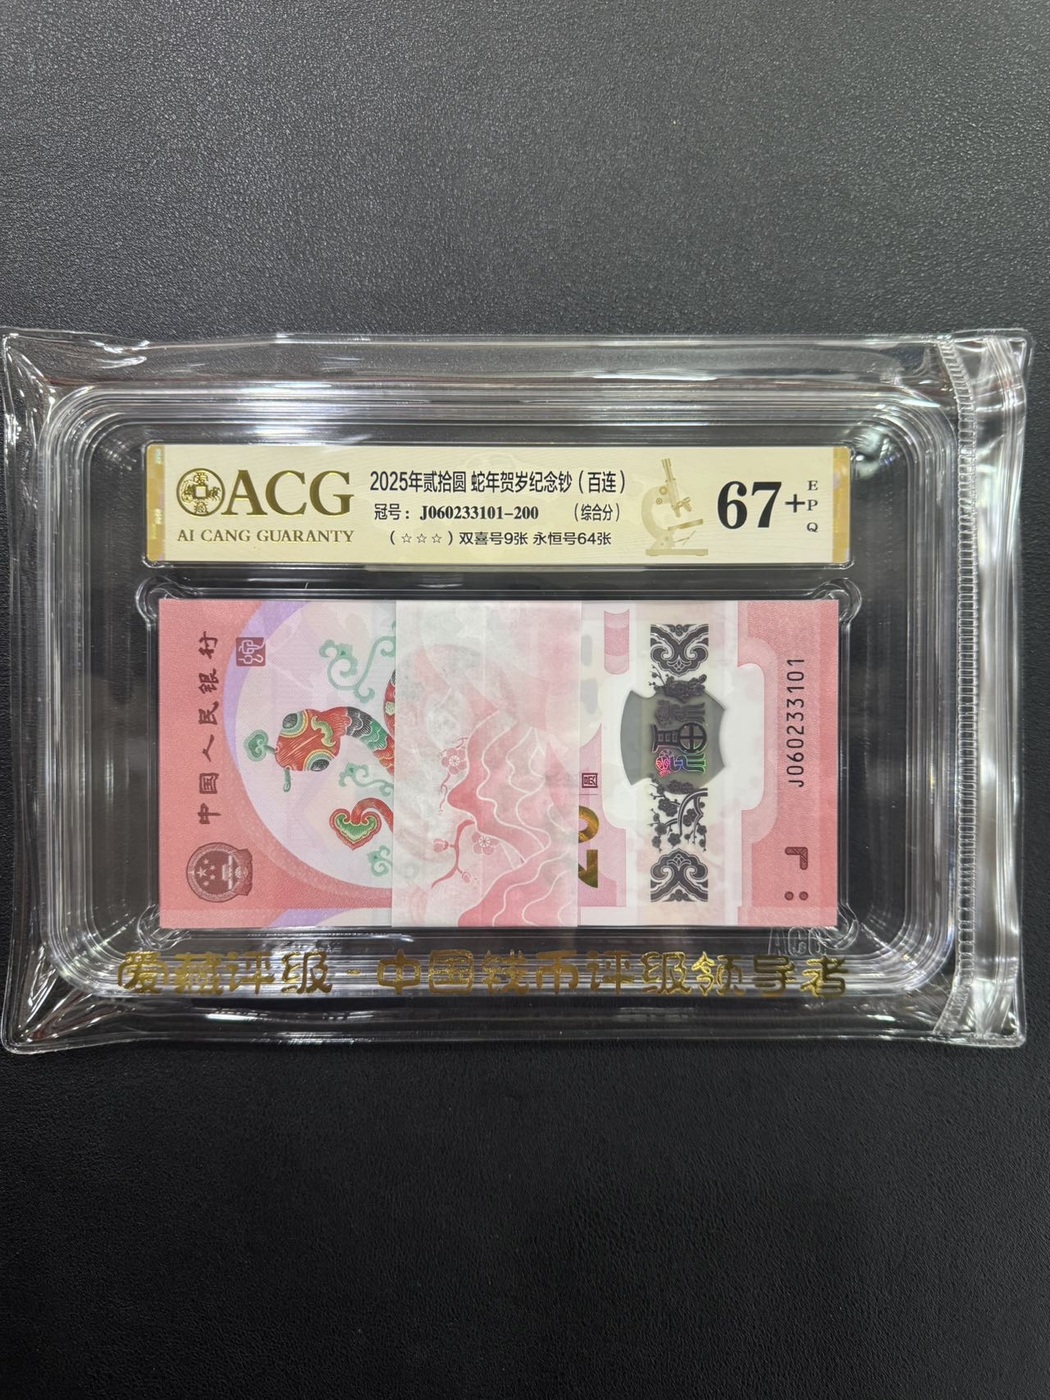 ACG
AI CANG GUARANTY
2025年贰拾圆 蛇年贺岁纪念钞（百连）
冠号：J060233101-200 （综合分）
（☆☆☆）双喜号9张 永恒号64张
67+
EPQ
中国人民银行
圆
20
J060233101
ACG
爱藏评级·中国钱币评级领导者